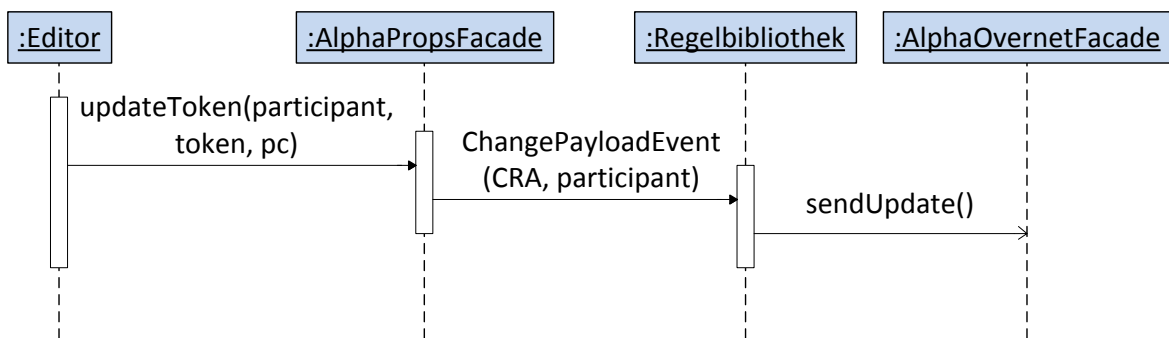 :Editor
:AlphaPropsFacade
:Regelbibliothek
:AlphaOvernetFacade
updateToken(participant,
token, pc)
ChangePayloadEvent
(CRA, participant)
sendUpdate()